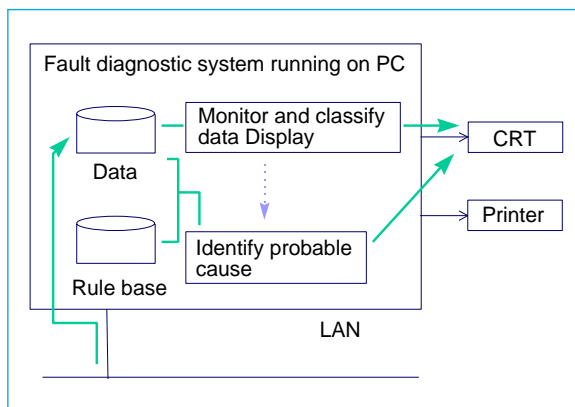 Fault diagnostic system running on PC
Monitor and classify
data Display
CRT
Data
Printer
Identify probable
cause
Rule base
LAN